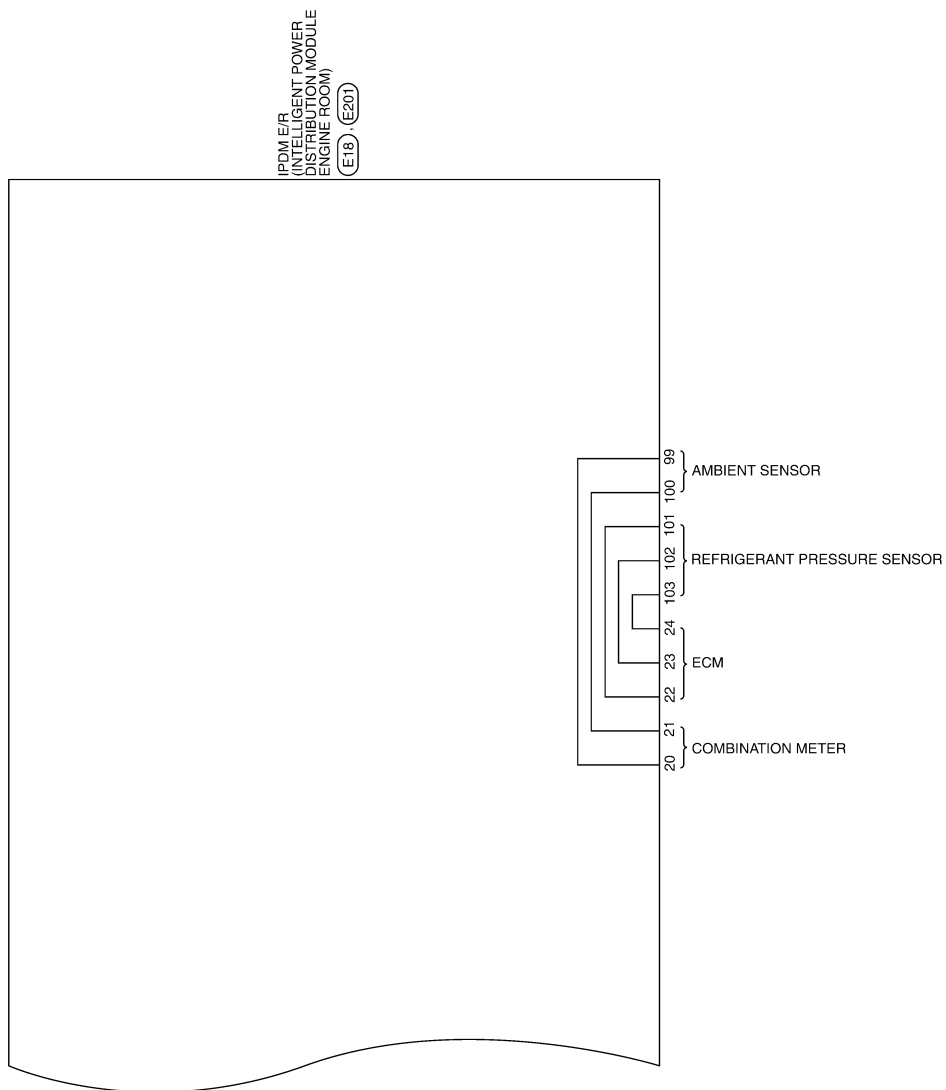 IPDM E/R
(INTELLIGENT POWER
DISTRIBUTION MODULE
ENGINE ROOM)
E18 , E201
99
AMBIENT SENSOR
100
101
102
REFRIGERANT PRESSURE SENSOR
103
24
23
ECM
22
21
COMBINATION METER
20